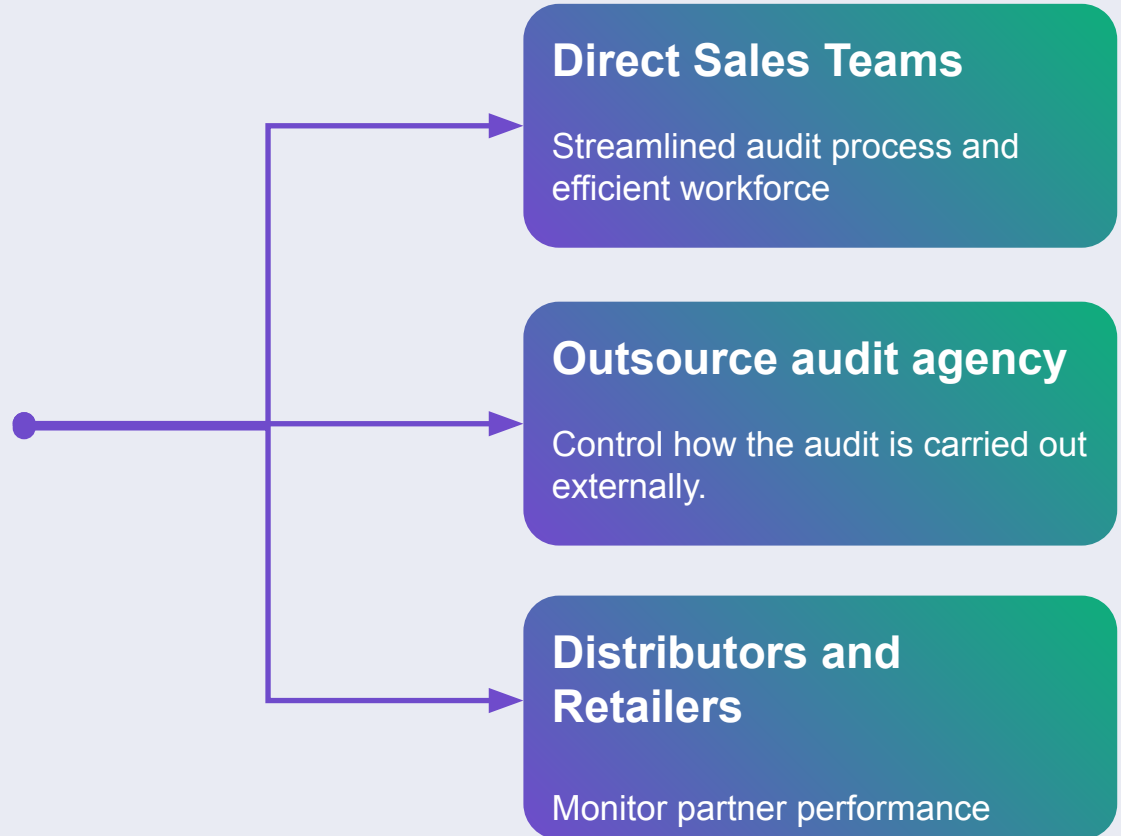 Direct Sales Teams
Streamlined audit process and
efficient workforce
Outsource audit agency
Control how the audit is carried out
externally.
Distributors and
Retailers
Monitor partner performance